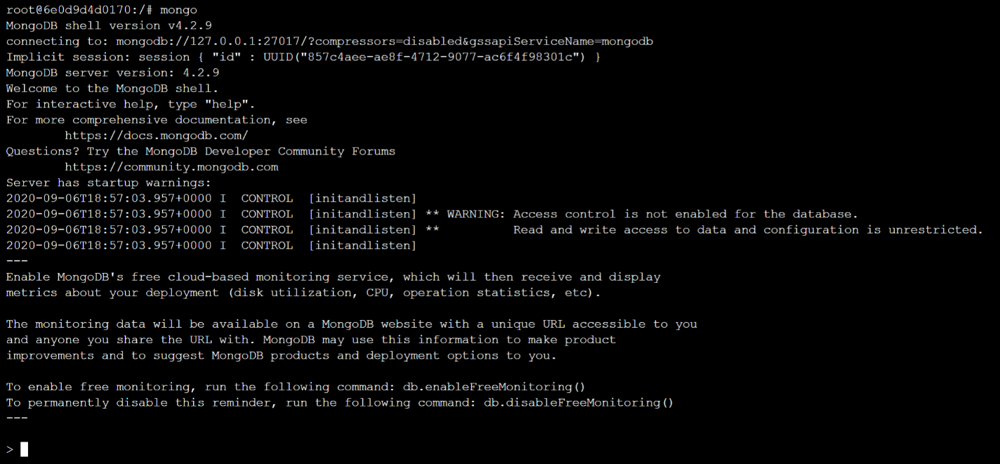 root@6e0d9d4d0170:/# mongo
MongoDB shell version v4.2.9
connecting to: mongodb://127.0.0.1:27017/?compressors=disabled&gssapiServiceName=mongodb
Implicit session: session { "id" : UUID("857c4aee-ae8f-4712-9077-ac6f4f98301c") }
MongoDB server version: 4.2.9
Welcome to the MongoDB shell.
For interactive help, type "help".
For more comprehensive documentation, see
        https://docs.mongodb.com/
Questions? Try the MongoDB Developer Community Forums
        https://community.mongodb.com
Server has startup warnings:
2020-09-06T18:57:03.957+0000 I  CONTROL  [initandlisten]
2020-09-06T18:57:03.957+0000 I  CONTROL  [initandlisten] ** WARNING: Access control is not enabled for the database.
2020-09-06T18:57:03.957+0000 I  CONTROL  [initandlisten] **          Read and write access to data and configuration is unrestricted.
2020-09-06T18:57:03.957+0000 I  CONTROL  [initandlisten]
---
Enable MongoDB's free cloud-based monitoring service, which will then receive and display
metrics about your deployment (disk utilization, CPU, operation statistics, etc).

The monitoring data will be available on a MongoDB website with a unique URL accessible to you
and anyone you share the URL with. MongoDB may use this information to make product
improvements and to suggest MongoDB products and deployment options to you.

To enable free monitoring, run the following command: db.enableFreeMonitoring()
To permanently disable this reminder, run the following command: db.disableFreeMonitoring()
---

>